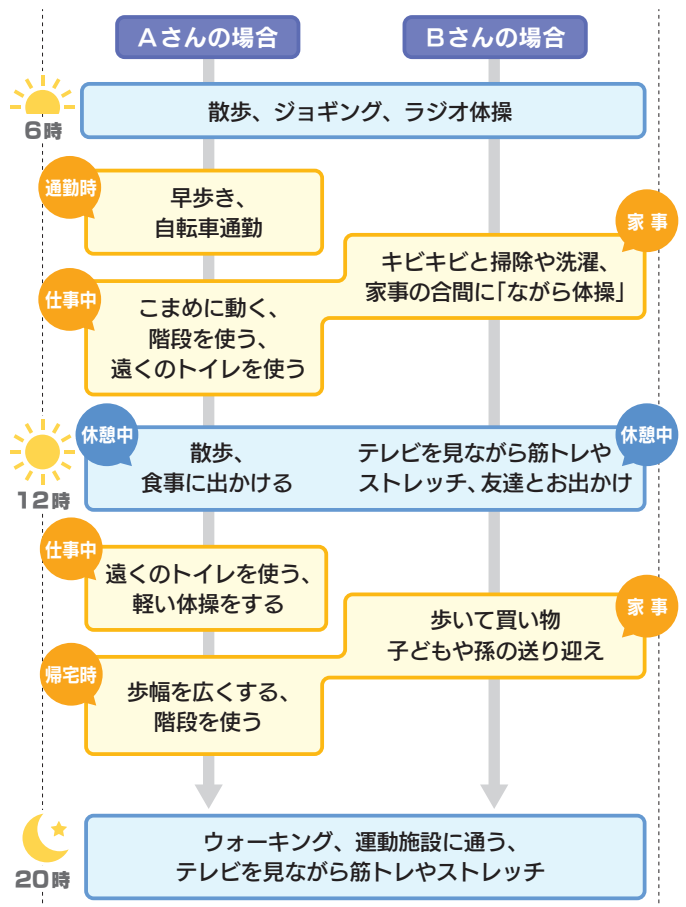 Aさんの場合
Bさんの場合
6時
散歩、ジョギング、ラジオ体操
通勤時
早歩き、
自転車通勤
家事
キビキビと掃除や洗濯、
家事の合間に「ながら体操」
仕事中
こまめに動く、
階段を使う、
遠くのトイレを使う
12時
休憩中
散歩、
食事に出かける
休憩中
テレビを見ながら筋トレや
ストレッチ、友達とお出かけ
仕事中
遠くのトイレを使う、
軽い体操をする
家事
歩いて買い物
子どもや孫の送り迎え
帰宅時
歩幅を広くする、
階段を使う
20時
ウォーキング、運動施設に通う、
テレビを見ながら筋トレやストレッチ